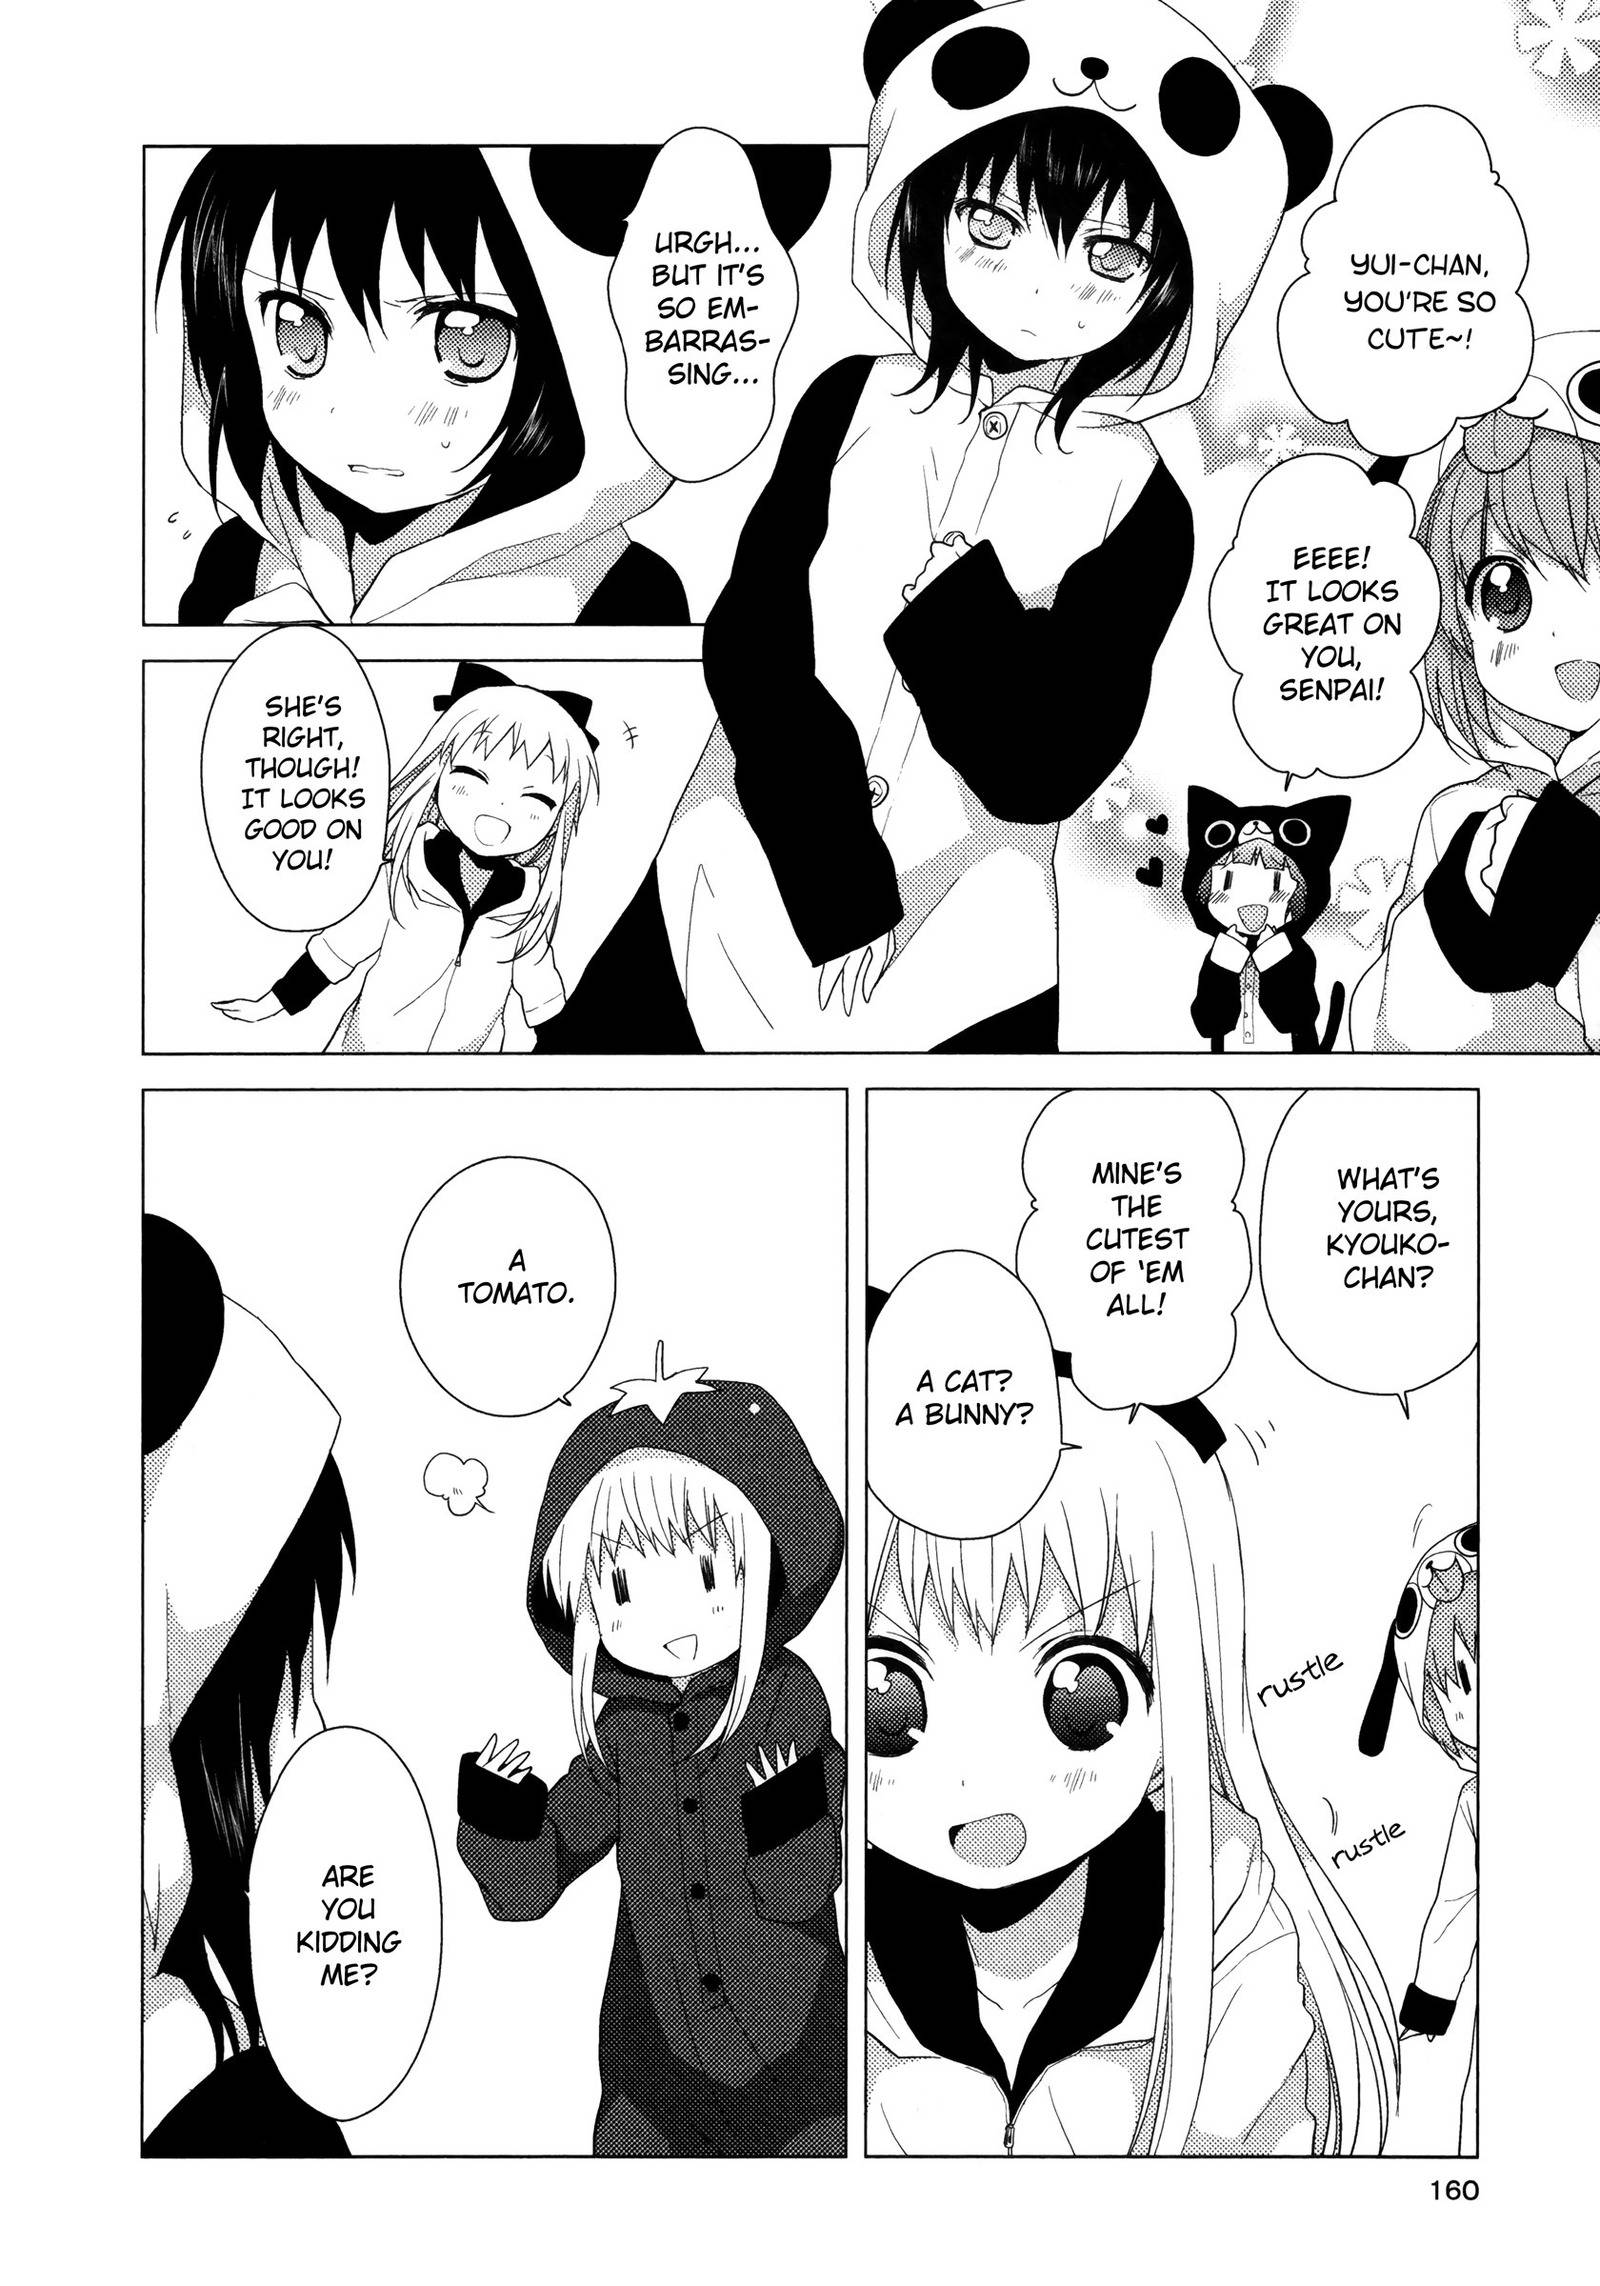 YUI-CHAN,
YOU'RE SO
CUTE~!
EEEE!
IT LOOKS
GREAT ON
YOU,
SENPAI!
URGH...
BUT IT'S
SO EM-
BARRAS-
SING...
SHE'S
RIGHT,
THOUGH!
IT LOOKS
GOOD ON
YOU!
WHAT'S
YOURS,
KYOUKO-
CHAN?
MINE'S
THE
CUTEST
OF 'EM
ALL!
A CAT?
A BUNNY?
rustle
rustle
A
TOMATO.
ARE
YOU
KIDDING
ME?
160